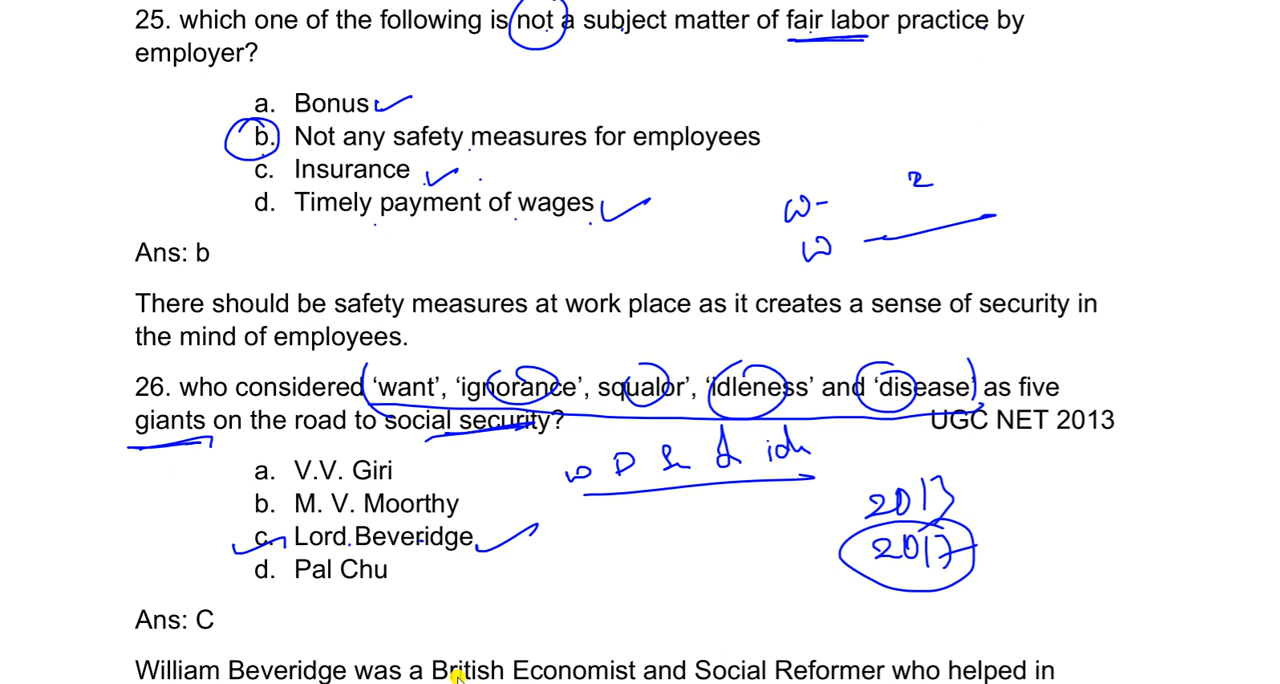 25. which one of the following is not a subject matter of fair labor practice by
employer?
a. Bonus
b. Not any safety measures for employees
c. Insurance
d. Timely payment of wages
2
W-
W
Ans: b
There should be safety measures at work place as it creates a sense of security in
the mind of employees.
26. who considered ‘want’, ‘ignorance’, squalor’, ‘idleness’ and ‘disease’ as five
giants on the road to social security? UGC NET 2013
a. V.V. Giri
b. M. V. Moorthy
c. Lord Beveridge
d. Pal Chu
2013
2017
Ans: C
William Beveridge was a British Economist and Social Reformer who helped in